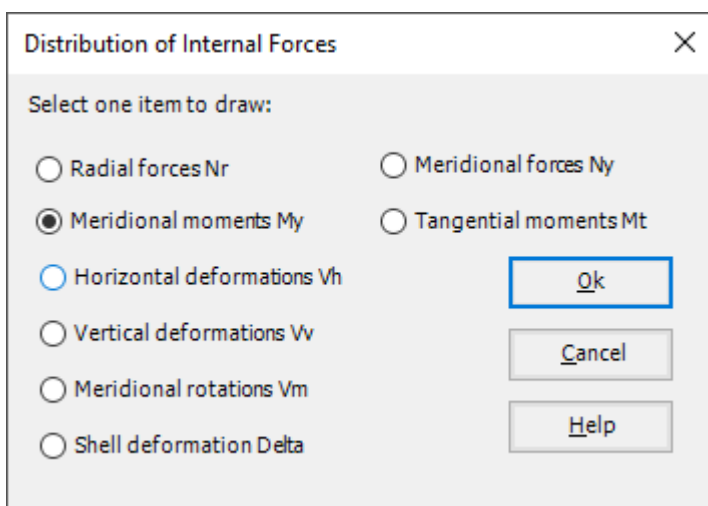 Distribution of Internal Forces
Select one item to draw:
Radial forces Nr
Meridional forces Ny
Meridional moments My
Tangential moments Mt
Horizontal deformations Vh
Ok
Vertical deformations Vv
Cancel
Meridional rotations Vm
Help
Shell deformation Delta